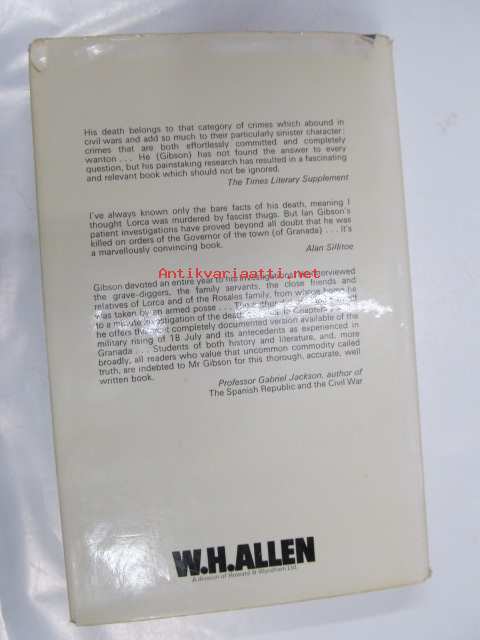 His death belongs to that category of crimes which abound in
civil wars and add so much to their particularly sinister character:
crimes that are both effortlessly committed and completely
wanton . . . He (Gibson) has not found the answer to every
question, but his painstaking research has resulted in a fascinating
and relevant book which should not be ignored.
The Times Literary Supplement
I've always known only the bare facts of his death, meaning I
thought Lorca was murdered by fascist thugs. But Ian Gibson's
patient investigations have proved beyond all doubt that he was
killed on orders of the Governor of the town (of Granada) . . . It's
a marvellously convincing book.
Alan Sillitoe
Antikvariaatti.net
Gibson devoted an entire year to his investigations. He interviewed
the grave-diggers, the family servants, the close friends and
relatives of Lorca and of the Rosales family, from whose home he
was taken by an armed posse . . .
to a minute investigation of the death
he offers the most completely documented version available of the
military rising of 18 July and its antecedents as experienced in
Granada . . . Students of both history and literature, and, more
broadly, all readers who value that uncommon commodity called
truth, are indebted to Mr Gibson for this thorough, accurate, well
written book.
Professor Gabriel Jackson, author of
The Spanish Republic and the Civil War
W.H.ALLEN
A division of Howard & Wyndham Ltd.